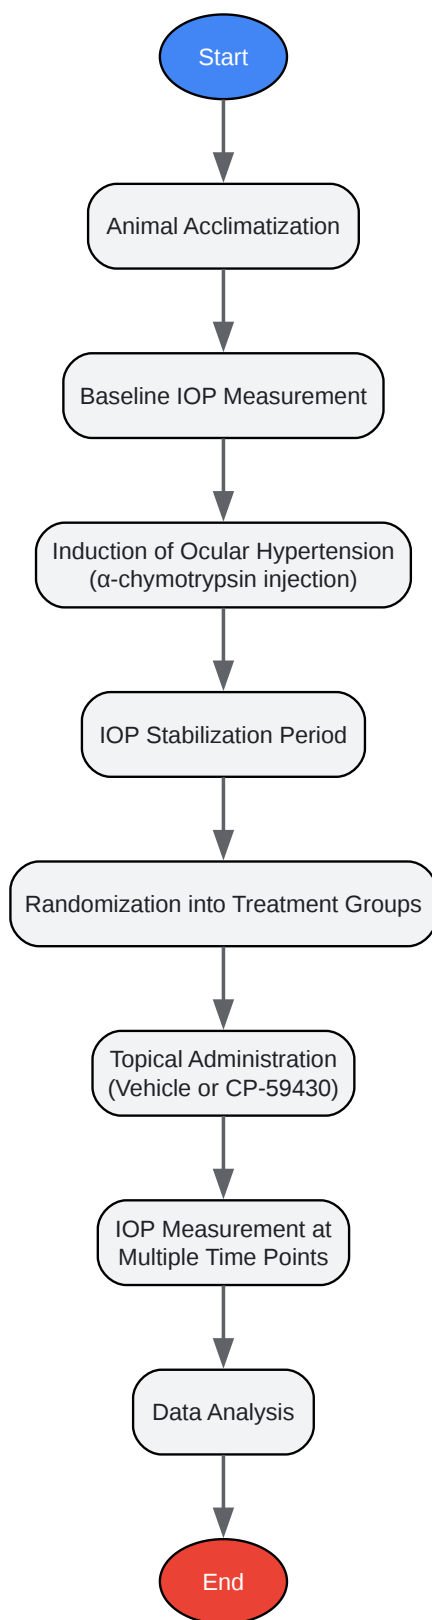 Start
Animal Acclimatization
Baseline IOP Measurement
Induction of Ocular Hypertension
(α-chymotrypsin injection)
IOP Stabilization Period
Randomization into Treatment Groups
Topical Administration
(Vehicle or CP-59430)
IOP Measurement at
Multiple Time Points
Data Analysis
End